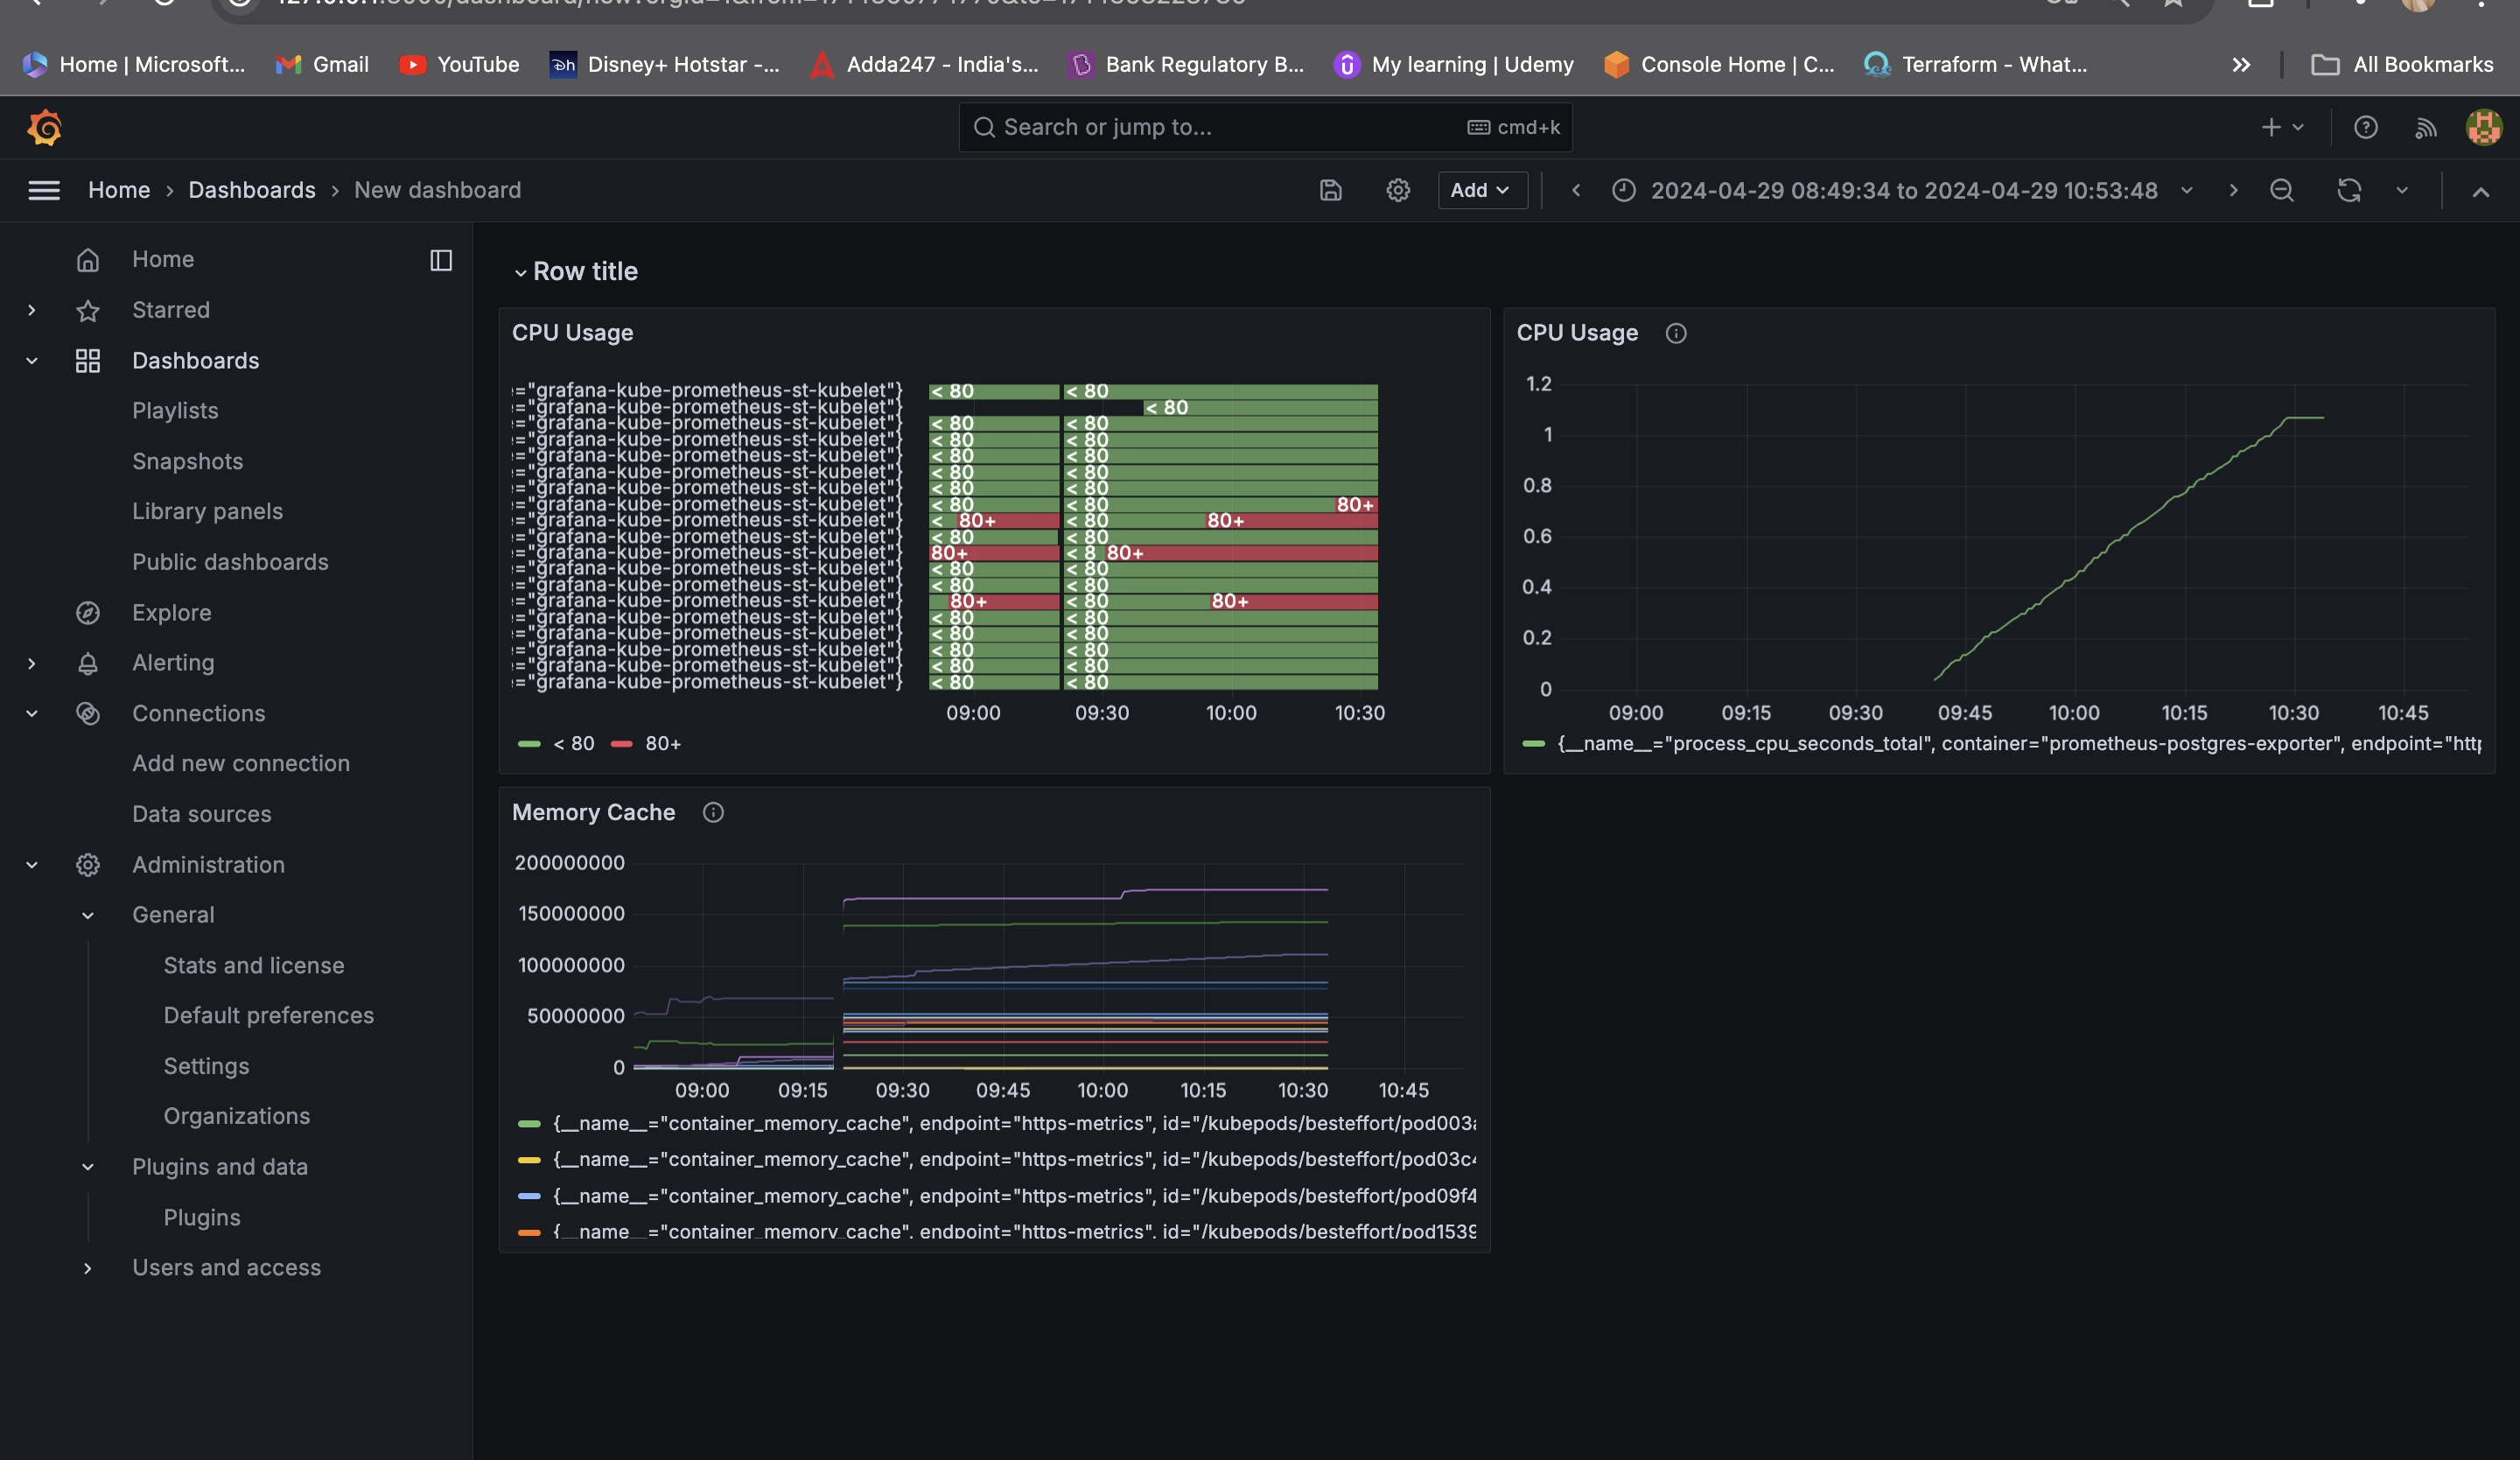 Home | Microsoft...
Gmail
YouTube
Disney+ Hotstar -...
Adda247 - India's...
Bank Regulatory B...
My learning | Udemy
Console Home | C...
Terraform - What...
All Bookmarks
Search or jump to...
cmd+k
Home › Dashboards › New dashboard
Add
2024-04-29 08:49:34 to 2024-04-29 10:53:48
Home
Starred
Dashboards
Playlists
Snapshots
Library panels
Public dashboards
Explore
Alerting
Connections
Add new connection
Data sources
Administration
General
Stats and license
Default preferences
Settings
Organizations
Plugins and data
Plugins
Users and access
Row title
CPU Usage
="grafana-kube-prometheus-st-kubelet"} < 80 < 80
="grafana-kube-prometheus-st-kubelet"} < 80
="grafana-kube-prometheus-st-kubelet"} < 80 < 80
="grafana-kube-prometheus-st-kubelet"} < 80 < 80
="grafana-kube-prometheus-st-kubelet"} < 80 < 80
="grafana-kube-prometheus-st-kubelet"} < 80 < 80
="grafana-kube-prometheus-st-kubelet"} < 80 < 80
="grafana-kube-prometheus-st-kubelet"} < 80 < 80 80+
="grafana-kube-prometheus-st-kubelet"} < 80+ < 80 80+
="grafana-kube-prometheus-st-kubelet"} < 80 < 80
="grafana-kube-prometheus-st-kubelet"} 80+ < 8 80+
="grafana-kube-prometheus-st-kubelet"} < 80 < 80
="grafana-kube-prometheus-st-kubelet"} < 80 < 80
="grafana-kube-prometheus-st-kubelet"} 80+ < 80 80+
="grafana-kube-prometheus-st-kubelet"} < 80 < 80
="grafana-kube-prometheus-st-kubelet"} < 80 < 80
="grafana-kube-prometheus-st-kubelet"} < 80 < 80
="grafana-kube-prometheus-st-kubelet"} < 80 < 80
="grafana-kube-prometheus-st-kubelet"} < 80 < 80
09:00 09:30 10:00 10:30
< 80 80+
CPU Usage
1.2
1
0.8
0.6
0.4
0.2
0
09:00 09:15 09:30 09:45 10:00 10:15 10:30 10:45
{__name__="process_cpu_seconds_total", container="prometheus-postgres-exporter", endpoint="http
Memory Cache
200000000
150000000
100000000
50000000
0
09:00 09:15 09:30 09:45 10:00 10:15 10:30 10:45
{__name__="container_memory_cache", endpoint="https-metrics", id="/kubepods/besteffort/pod003a
{__name__="container_memory_cache", endpoint="https-metrics", id="/kubepods/besteffort/pod03c4
{__name__="container_memory_cache", endpoint="https-metrics", id="/kubepods/besteffort/pod09f4
{__name__="container_memory_cache", endpoint="https-metrics", id="/kubepods/besteffort/pod1539